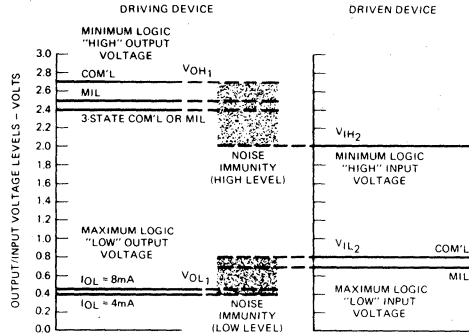 DRIVING DEVICE
DRIVEN DEVICE
MINIMUM LOGIC
"HIGH" OUTPUT
VOLTAGE
COM'L
VOH1
MIL
3-STATE COM'L OR MIL
3.0
2.8
2.6
2.4
2.2
2.0
1.8
1.6
1.4
1.2
1.0
0.8
0.6
0.4
0.2
0.0
OUTPUT/INPUT VOLTAGE LEVELS – VOLTS
NOISE
IMMUNITY
(HIGH LEVEL)
VIH2
MINIMUM LOGIC
"HIGH" INPUT
VOLTAGE
MAXIMUM LOGIC
"LOW" OUTPUT
VOLTAGE
IOL = 8mA
VOL1
IOL = 4mA
NOISE
IMMUNITY
(LOW LEVEL)
VIL2
COM'L
MIL
MAXIMUM LOGIC
"LOW" INPUT
VOLTAGE